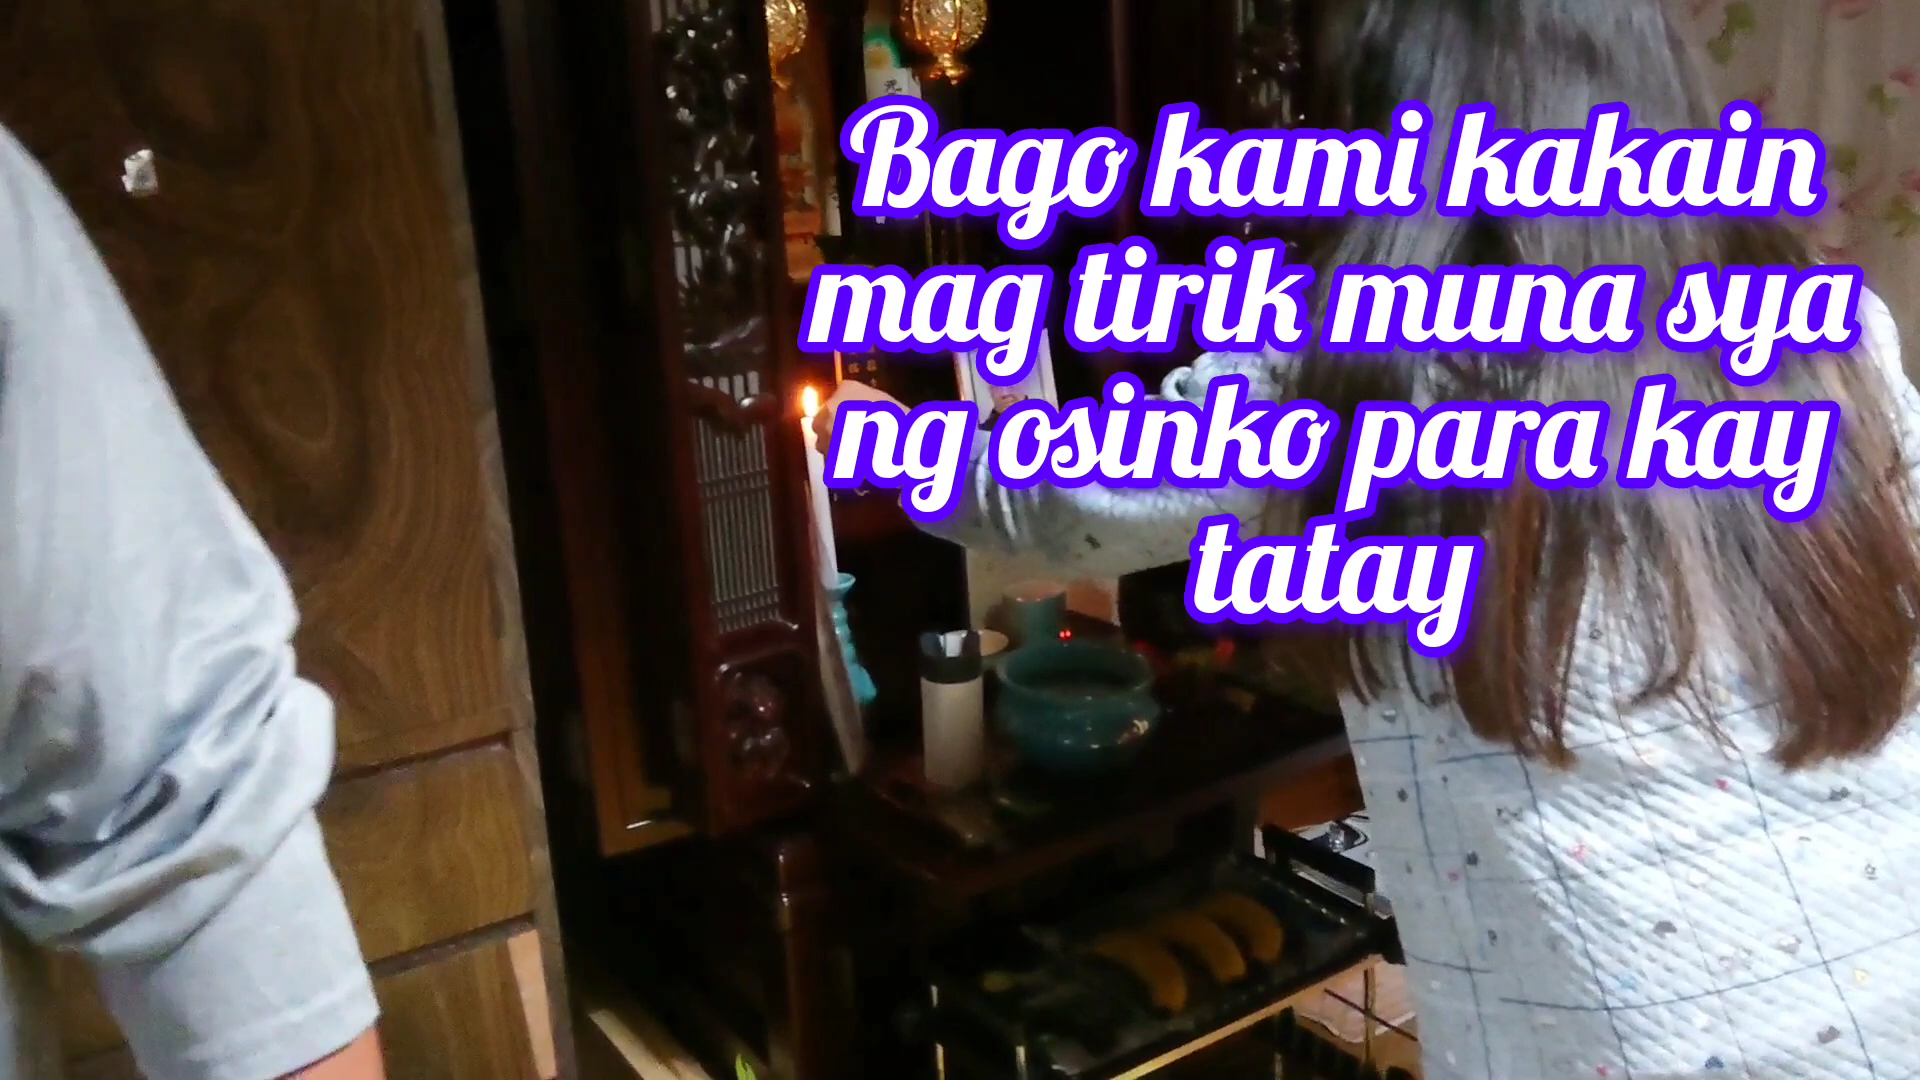 Bago kami kakain
mag tirik muna sya
ng osinko para kay
tatay